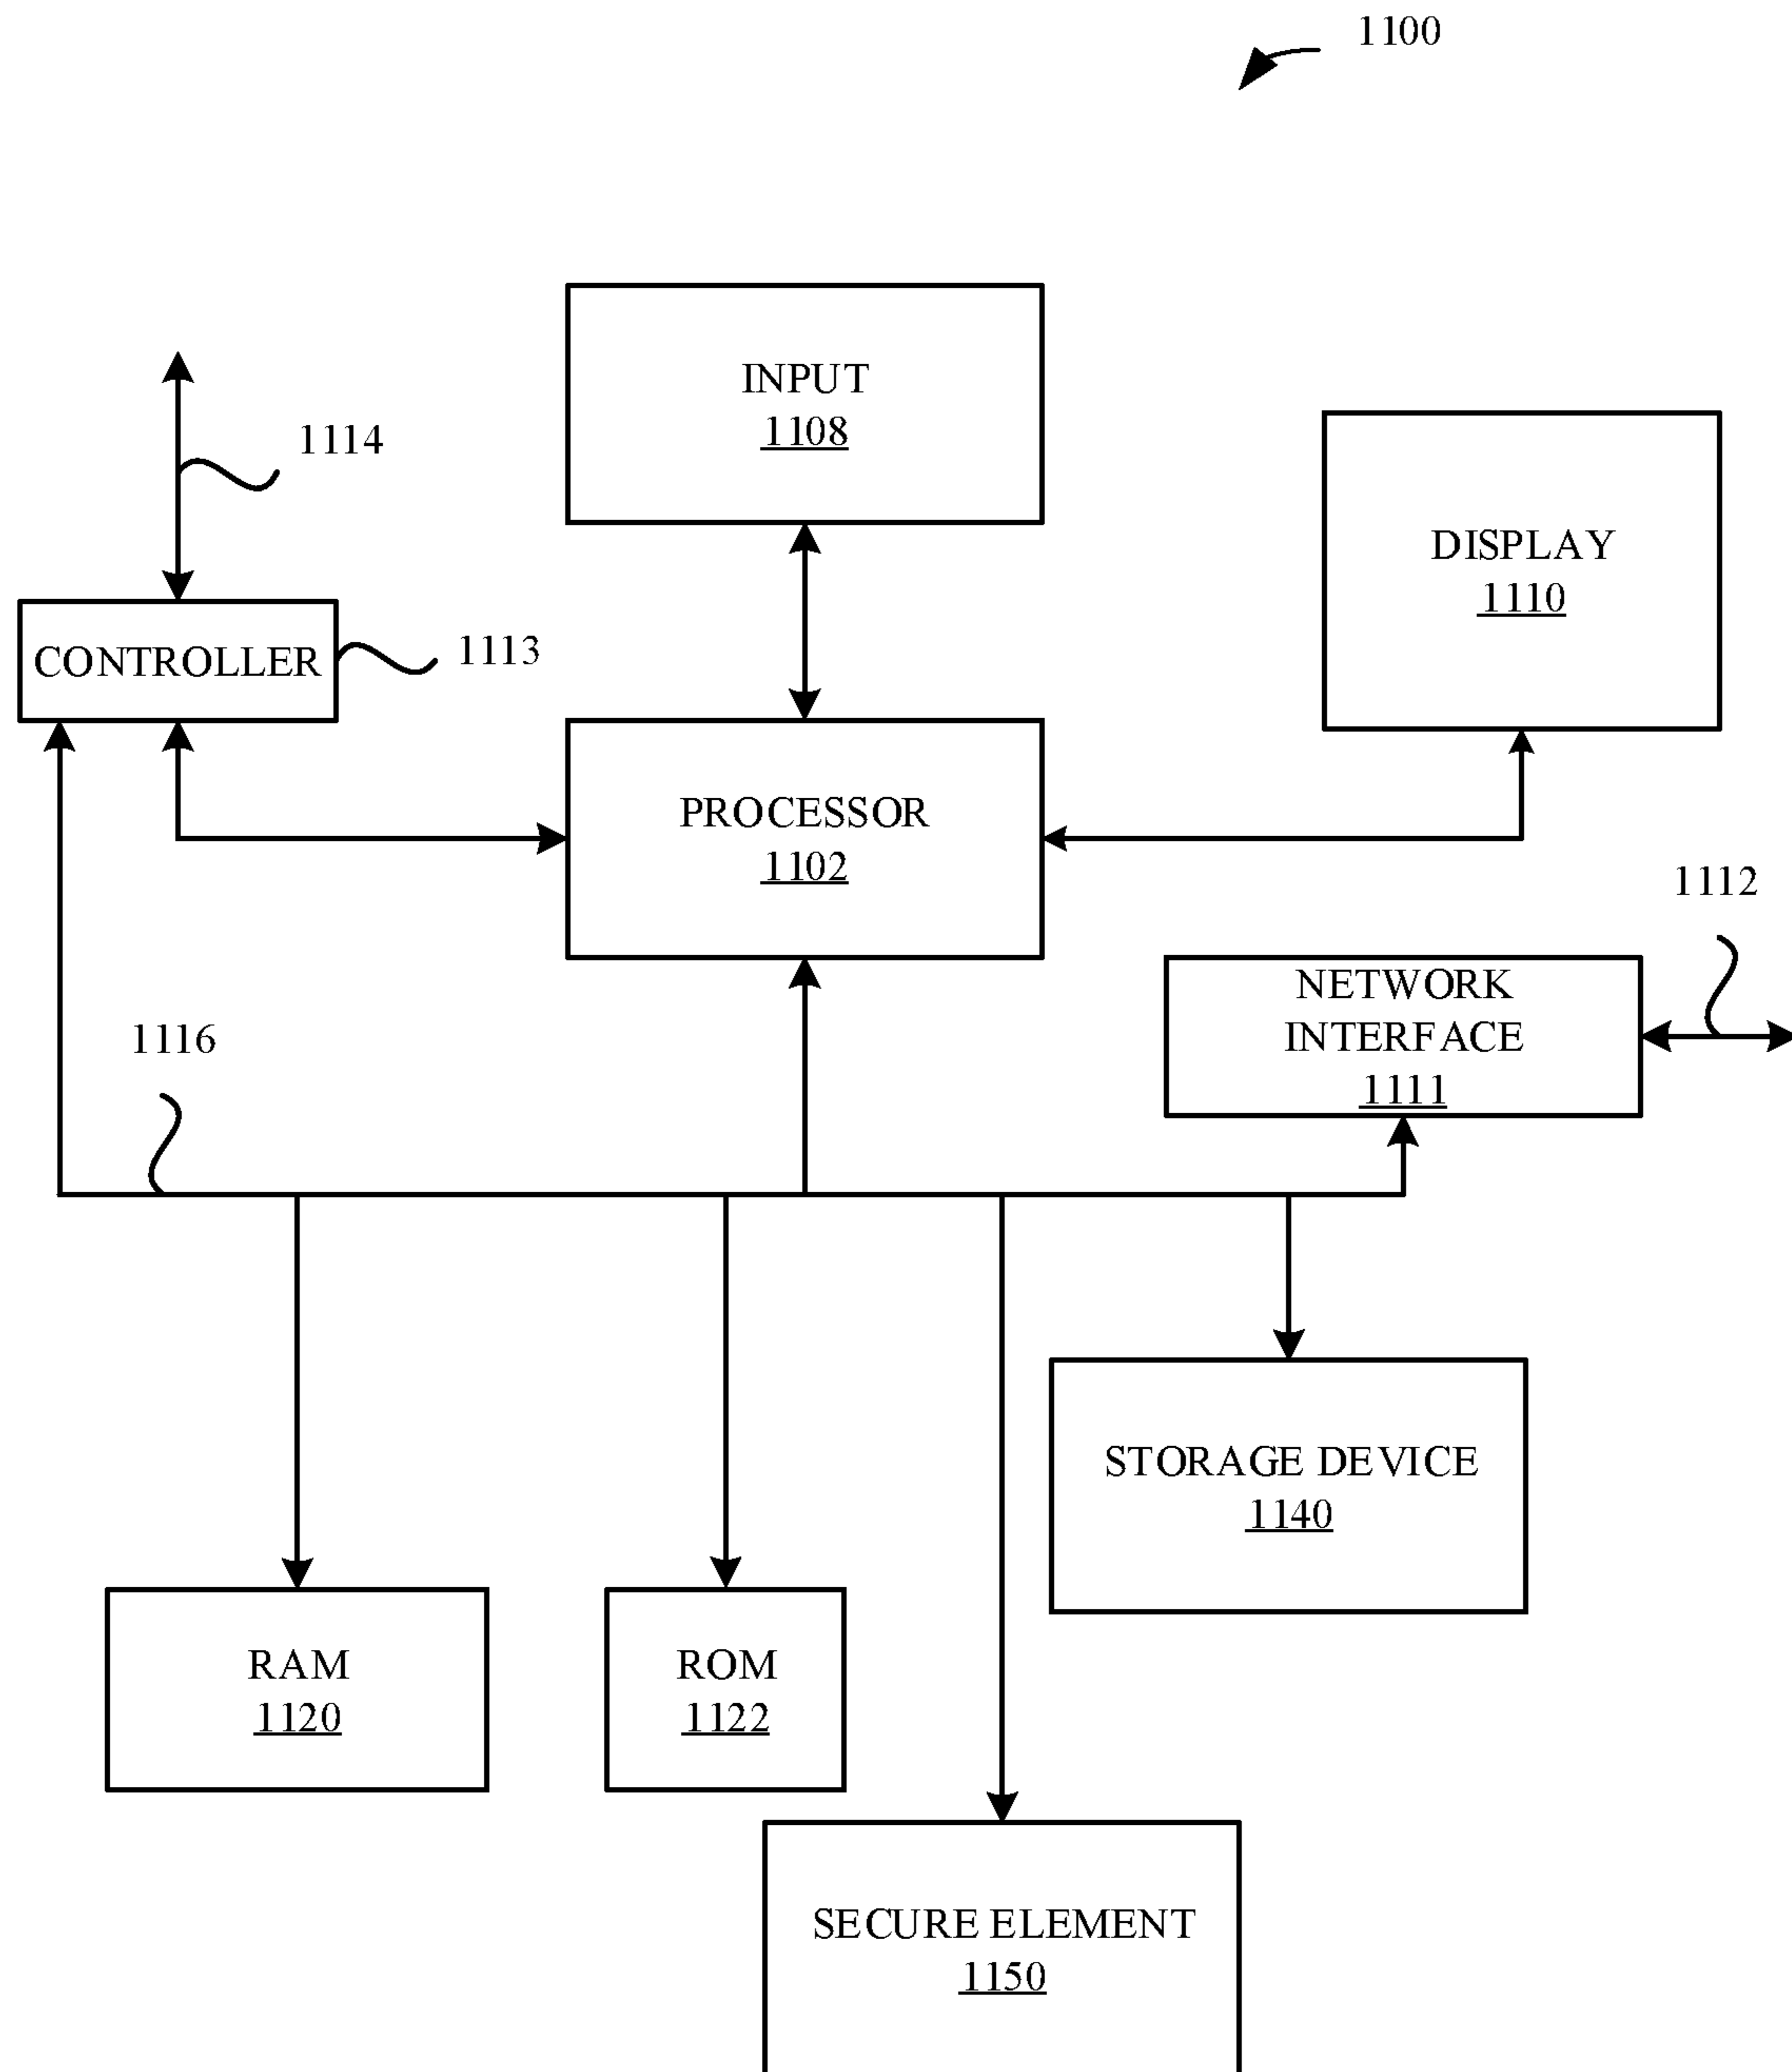 1100
INPUT
1108
1114
DISPLAY
1110
CONTROLLER
1113
PROCESSOR
1102
1112
NETWORK
INTERFACE
1111
1116
STORAGE DEVICE
1140
RAM
1120
ROM
1122
SECURE ELEMENT
1150